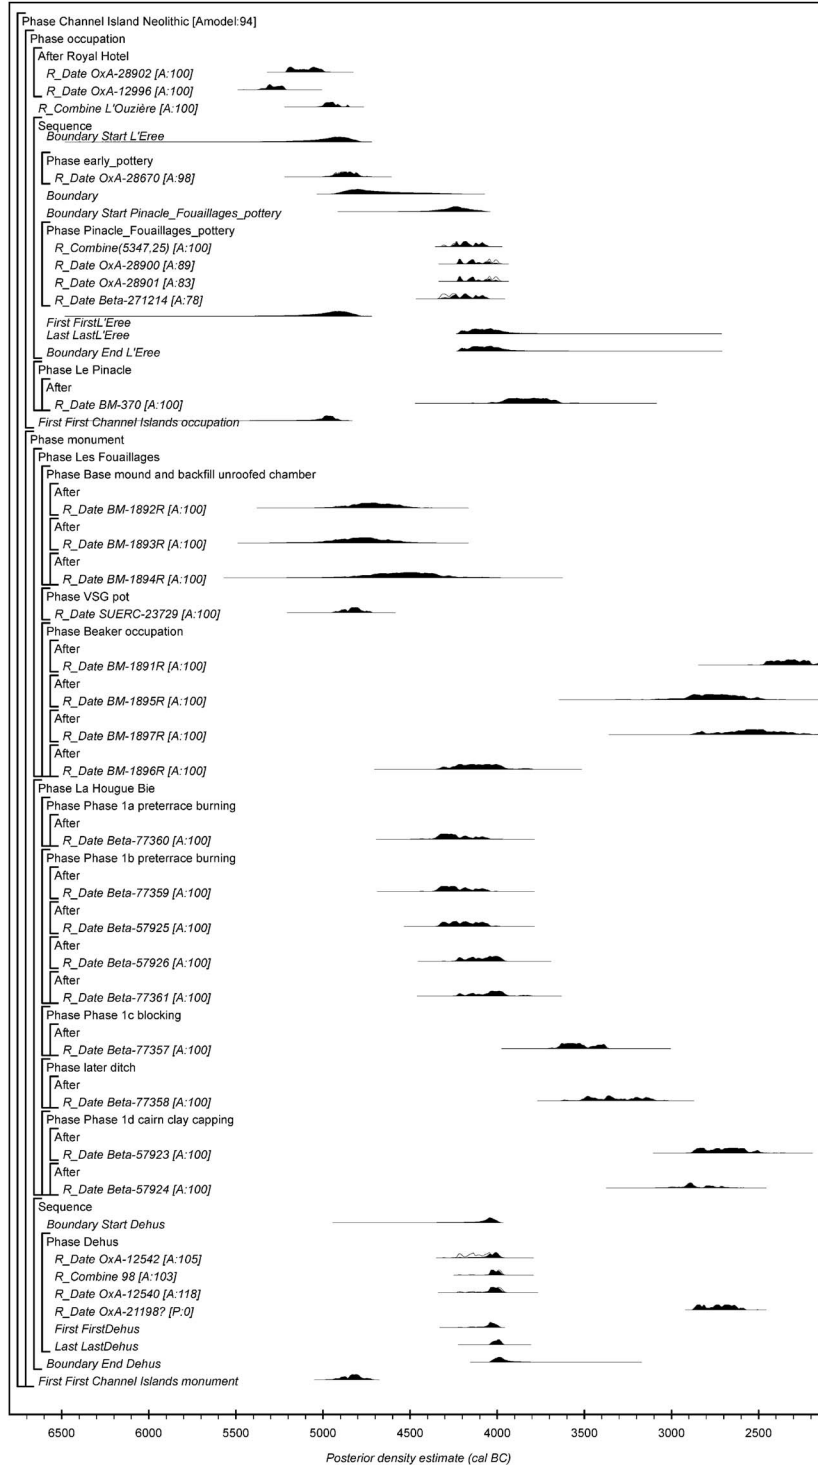 Phase Channel Island Neolithic [Amodel:94]
Phase occupation
After Royal Hotel
R_Date OxA-28902 [A:100]
R_Date OxA-12996 [A:100]
R_Combine L'Ouzière [A:100]
Sequence
Boundary Start L'Eree
Phase early_pottery
R_Date OxA-28670 [A:98]
Boundary
Boundary Start Pinacle_Fouaillages_pottery
Phase Pinacle_Fouaillages_pottery
R_Combine(5347,25) [A:100]
R_Date OxA-28900 [A:89]
R_Date OxA-28901 [A:83]
R_Date Beta-271214 [A:78]
First FirstL'Eree
Last LastL'Eree
Boundary End L'Eree
Phase Le Pinacle
After
R_Date BM-370 [A:100]
First First Channel Islands occupation
Phase monument
Phase Les Fouaillages
Phase Base mound and backfill unroofed chamber
After
R_Date BM-1892R [A:100]
After
R_Date BM-1893R [A:100]
After
R_Date BM-1894R [A:100]
Phase VSG pot
R_Date SUERC-23729 [A:100]
Phase Beaker occupation
After
R_Date BM-1891R [A:100]
After
R_Date BM-1895R [A:100]
After
R_Date BM-1897R [A:100]
After
R_Date BM-1896R [A:100]
Phase La Hougue Bie
Phase Phase 1a preterrace burning
After
R_Date Beta-77360 [A:100]
Phase Phase 1b preterrace burning
After
R_Date Beta-77359 [A:100]
After
R_Date Beta-57925 [A:100]
After
R_Date Beta-57926 [A:100]
After
R_Date Beta-77361 [A:100]
Phase Phase 1c blocking
After
R_Date Beta-77357 [A:100]
Phase later ditch
After
R_Date Beta-77358 [A:100]
Phase Phase 1d cairn clay capping
After
R_Date Beta-57923 [A:100]
After
R_Date Beta-57924 [A:100]
Sequence
Boundary Start Dehus
Phase Dehus
R_Date OxA-12542 [A:105]
R_Combine 98 [A:103]
R_Date OxA-12540 [A:118]
R_Date OxA-21198? [P:0]
First FirstDehus
Last LastDehus
Boundary End Dehus
First First Channel Islands monument
6500 6000 5500 5000 4500 4000 3500 3000 2500
Posterior density estimate (cal BC)